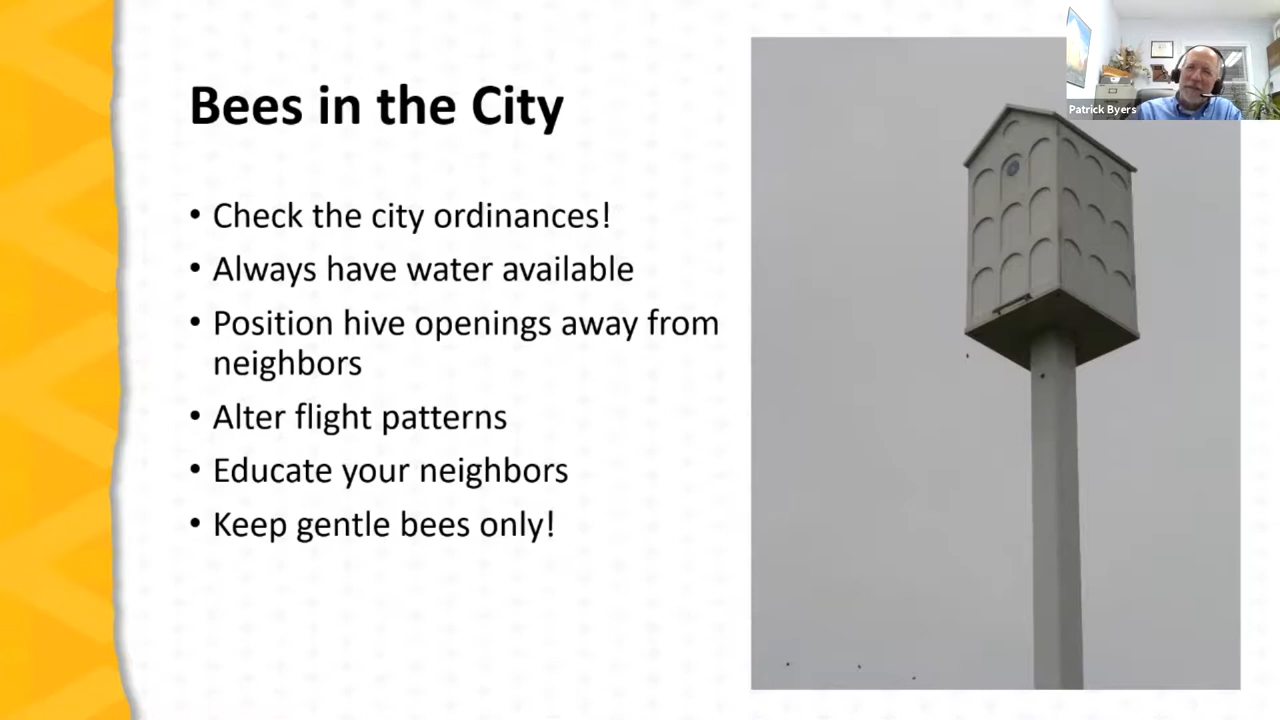 Bees in the City
• Check the city ordinances!
• Always have water available
• Position hive openings away from
neighbors
• Alter flight patterns
• Educate your neighbors
• Keep gentle bees only!
Patrick Byers